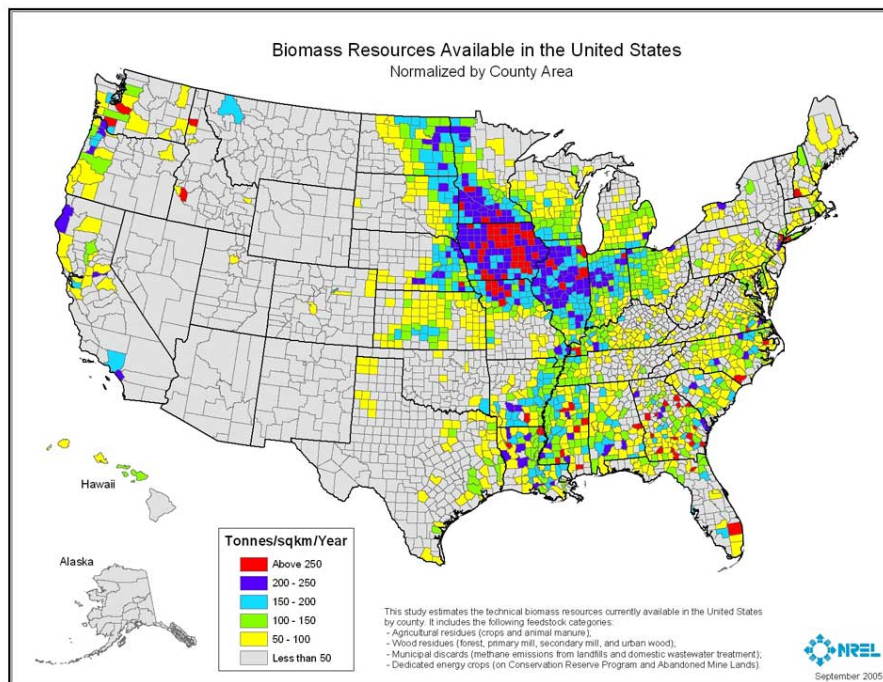 Biomass Resources Available in the United States
Normalized by County Area
Hawaii
Alaska
Tonnes/sqkm/Year
Above 250
200 - 250
150 - 200
100 - 150
50 - 100
Less than 50
This study estimates the technical biomass resources currently available in the United States
by county. It includes the following feedstock categories:
- Agricultural residues (crops and animal manure);
- Wood residues (forest, primary mill, secondary mill, and urban wood);
- Municipal discards (methane emissions from landfills and domestic wastewater treatment);
- Dedicated energy crops (on Conservation Reserve Program and Abandoned Mine Lands).
NREL
September 2005